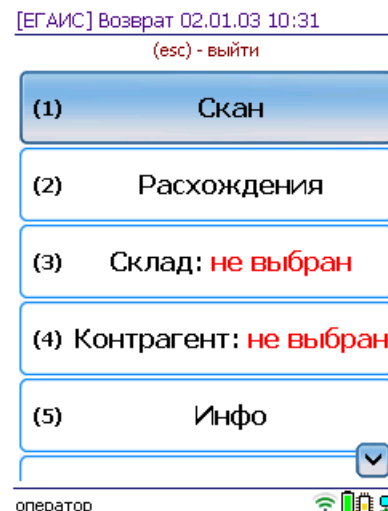 [ЕГАИС] Возврат 02.01.03 10:31
(esc) - выйти
(1) Скан
(2) Расхождения
(3) Склад: не выбран
(4) Контрагент: не выбран
(5) Инфо
оператор